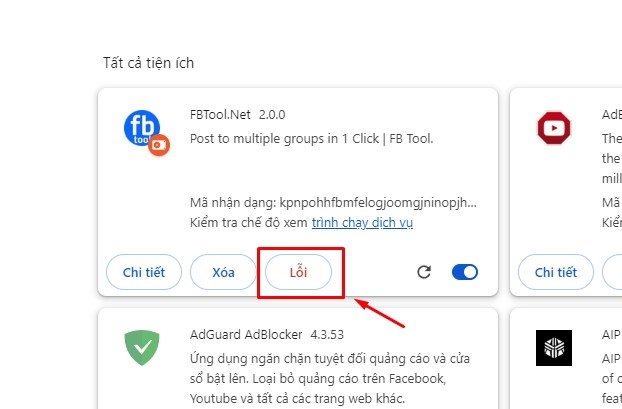 Tất cả tiện ích
fb
tool
FBTool.Net 2.0.0
Post to multiple groups in 1 Click | FB Tool.
Mã nhận dạng: kpnpohhfbmfelogjoomgjninopjh...
Kiểm tra chế độ xem trình chạy dịch vụ
Chi tiết
Xóa
Lỗi
AdB
The
the
mill
Mã
Kiể
Chi tiết
AdGuard AdBlocker 4.3.53
Ứng dụng ngăn chặn tuyệt đối quảng cáo và cửa
sổ bật lên. Loại bỏ quảng cáo trên Facebook,
Youtube và tất cả các trang web khác.
AIP
AIP
of c
feat